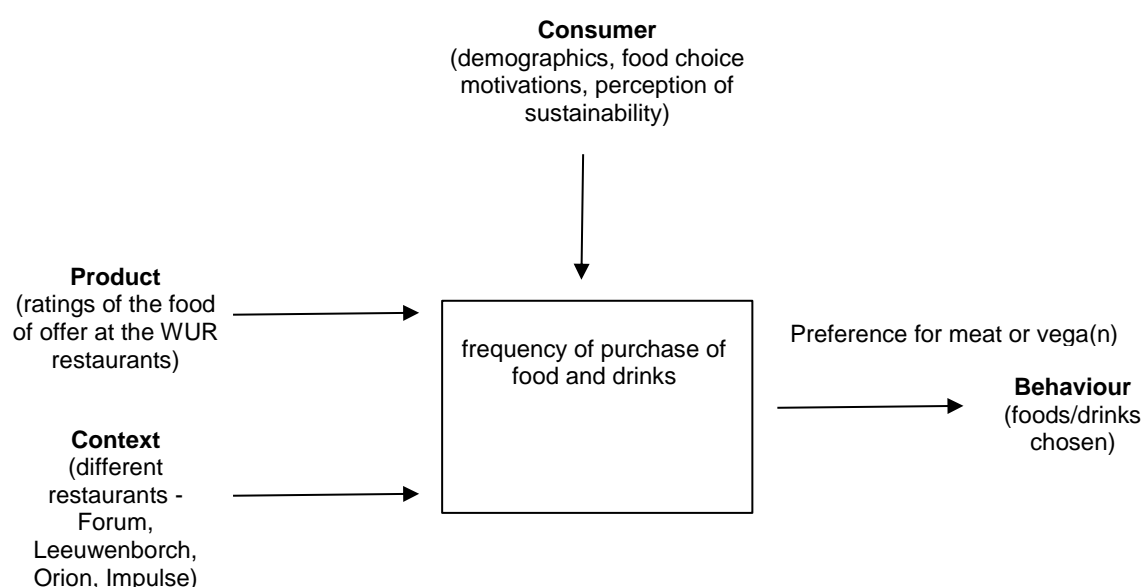 Consumer
(demographics, food choice
motivations, perception of
sustainability)
Product
(ratings of the food
of offer at the WUR
restaurants)
frequency of purchase of
food and drinks
Preference for meat or vega(n)
Behaviour
(foods/drinks
chosen)
Context
(different
restaurants -
Forum,
Leeuwenborch,
Orion, Impulse)